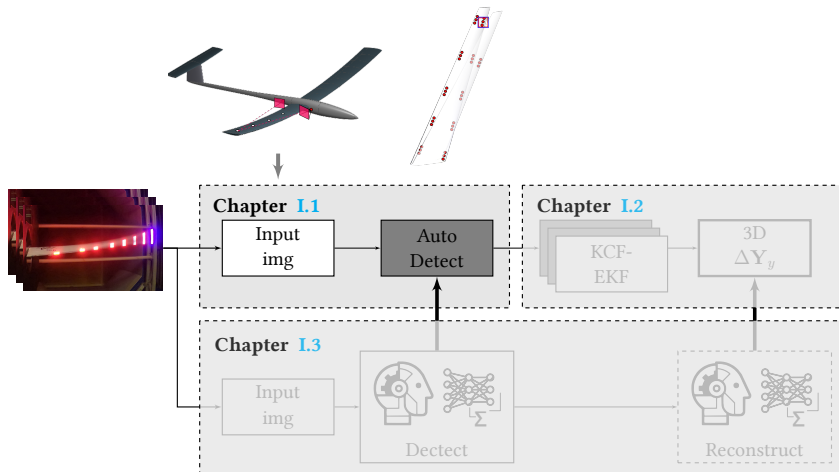 Chapter I.1
Input
img
Auto
Detect
Chapter I.2
KCF-
EKF
3D
ΔY_y
Chapter I.3
Input
img
Σ
Dectect
Σ
Reconstruct